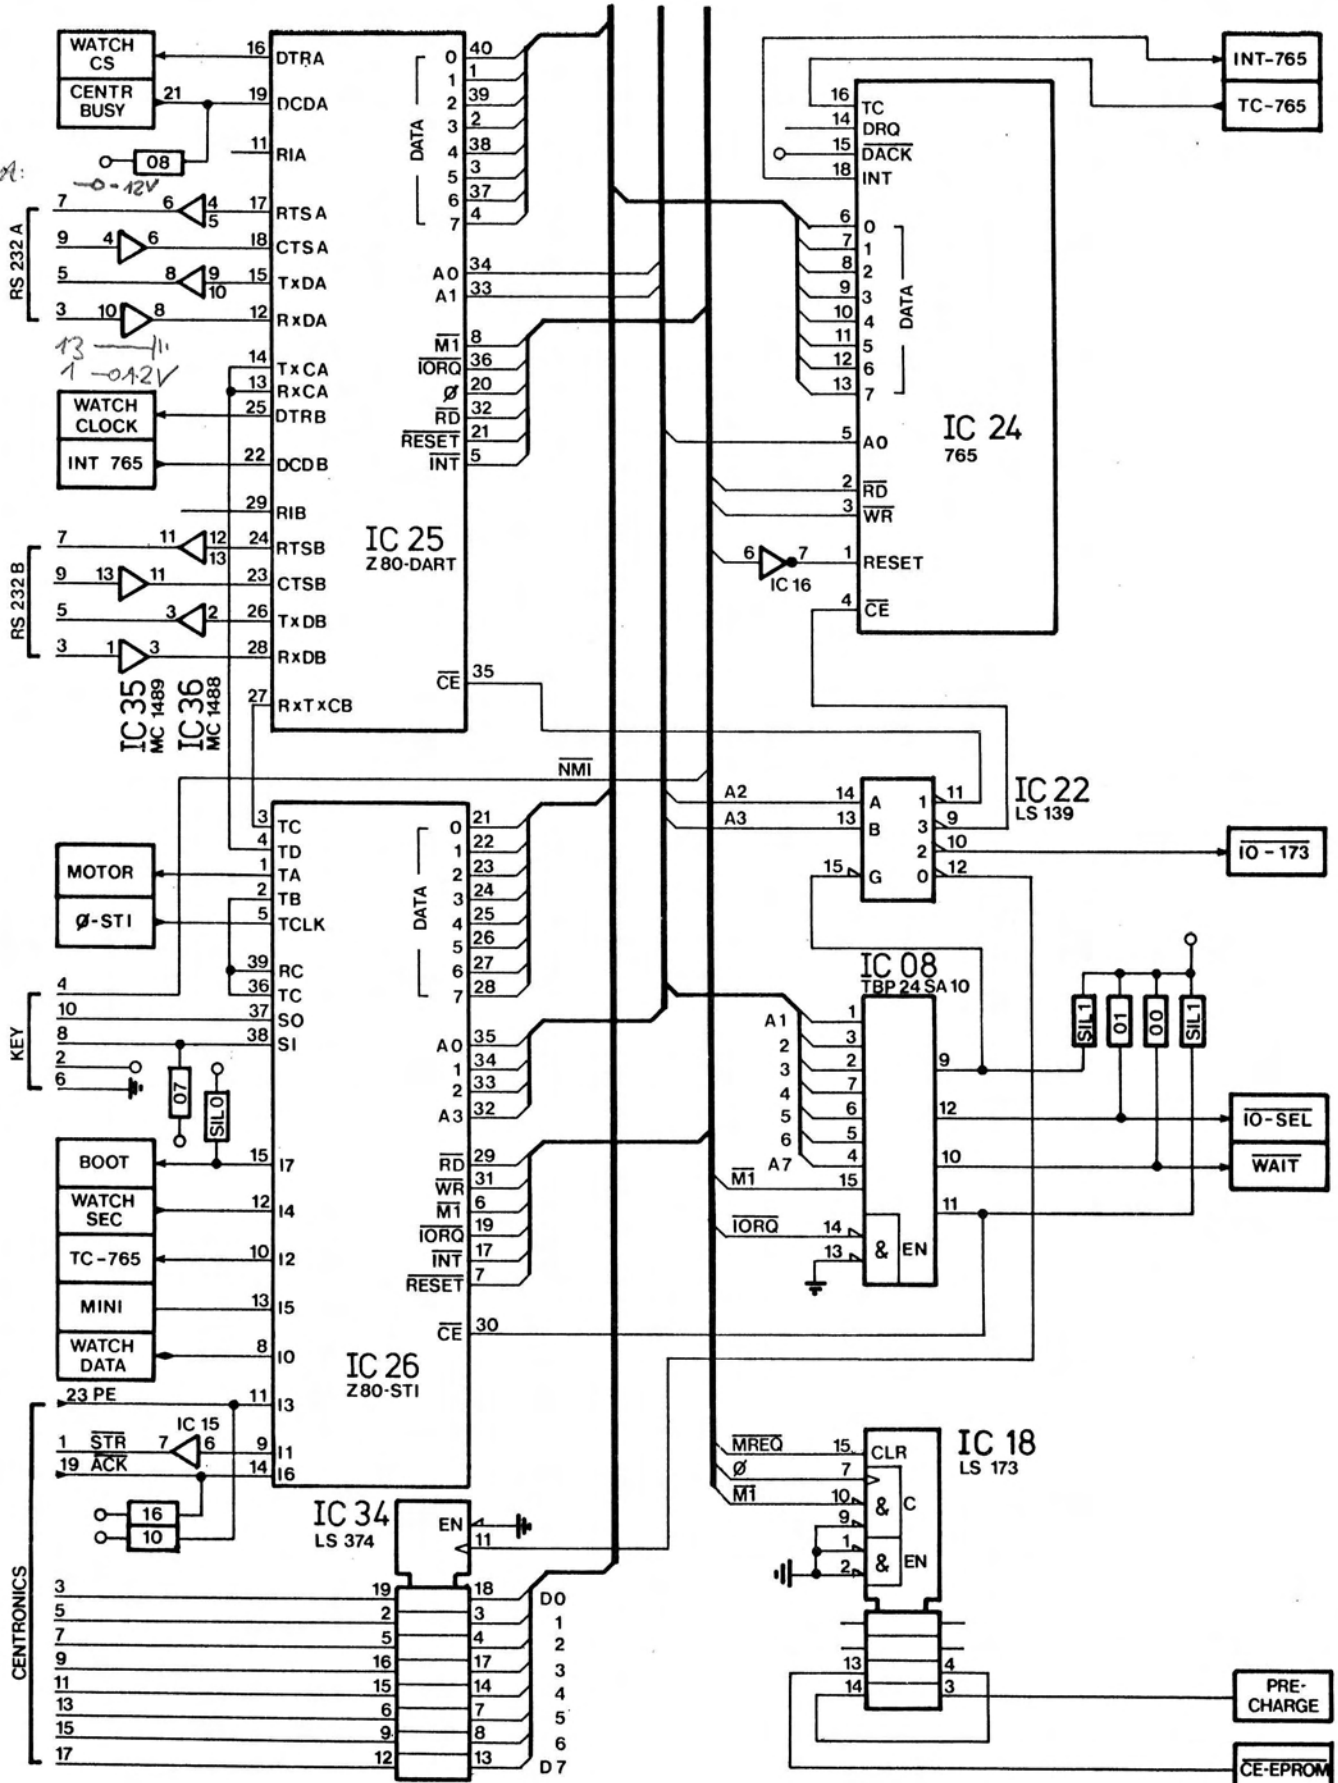 WATCH CS
CENTR BUSY
21
16 DTRA
19 DCDA
11 RIA
08
-0-12V
RS 232 A
7 6 4 5 17 RTSA
9 4 6 18 CTSA
5 8 9 10 15 TxDA
3 10 8 12 RxDA
13
1 -0 12V
14 TxCA
13 RxCA
WATCH CLOCK
25 DTRB
INT 765
22 DCDB
29 RIB
RS 232 B
7 11 12 13 24 RTSB
9 13 11 23 CTSB
5 3 2 26 TxDB
3 1 3 28 RxDB
27 RxTxCB
IC 35
MC 1489
IC 36
MC 1488
DATA
0 40
1 1
2 39
3 2
4 38
5 3
6 37
7 4
A0 34
A1 33
M1 8
IORQ 36
Ø 20
RD 32
RESET 21
INT 5
IC 25
Z80-DART
CE 35
NMI
INT-765
TC-765
16 TC
14 DRQ
15 DACK
18 INT
6 0
7 1
8 2
9 3
10 4
11 5
12 6
13 7
DATA
IC 24
765
5 A0
2 RD
3 WR
6 7 1 RESET
IC 16
4 CE
A2 14 A
A3 13 B
15 G
1 11
3 9
2 10
0 12
IC 22
LS 139
IO-173
3 TC
4 TD
1 TA
2 TB
5 TCLK
39 RC
36 TC
37 SO
38 SI
MOTOR
Ø-STI
KEY
4
10
8
2
6
07
SIL0
BOOT
15 I7
WATCH SEC
12 I4
TC-765
10 I2
MINI
13 I5
WATCH DATA
8 I0
DATA
0 21
1 22
2 23
3 24
4 25
5 26
6 27
7 28
A0 35
1 34
2 33
A3 32
RD 29
WR 31
M1 6
IORQ 19
INT 17
RESET 7
CE 30
IC 26
Z80-STI
IC 08
TBP 24 SA 10
A1 1
2 3
3 2
4 7
5 6
6 5
A7 4
M1 15
IORQ 14
13
& EN
9
12
10
11
SIL1
01
00
SIL1
IO-SEL
WAIT
CENTRONICS
23 PE 11 I3
IC 15
1 STR 7 6 9 I1
19 ACK 14 I6
16
10
IC 34
LS 374
EN
11
3 19 18 D0
5 2 3 1
7 5 4 2
9 16 17 3
11 15 14 4
13 6 7 5
15 9 8 6
17 12 13 D7
MREQ 15 CLR
Ø 7
M1 10
9
& C
1
2
& EN
IC 18
LS 173
13 4
14 3
PRE-CHARGE
CE-EPROM